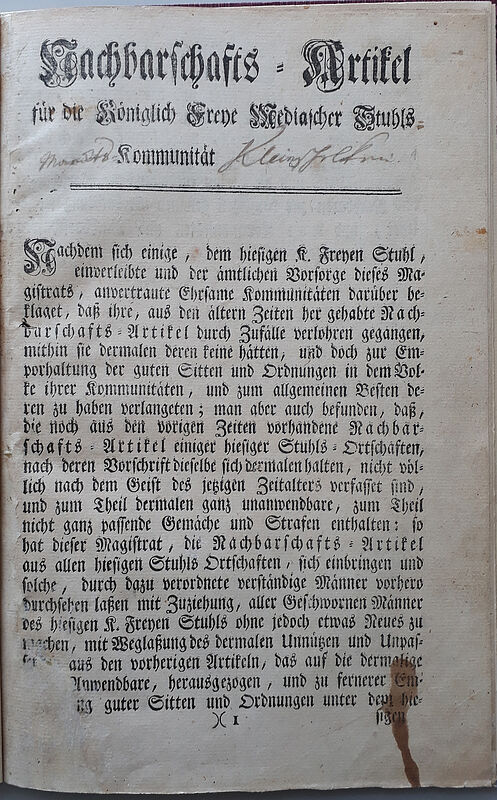 Nachbarschafts = Artikel
für die Königlich Freye Mediascher Stuhls=
Markts-Kommunität Kleinschelken
Nachdem sich einige, dem hiesigen K. Freyen Stuhl,
einverleibte und der ämtlichen Vorsorge dieses Ma-
gistrats, anvertraute Ehrsame Kommunitäten darüber be-
klaget, daß ihre, aus den ältern Zeiten her gehabte Nach-
barschafts = Artikel durch Zufälle verlohren gegangen,
mithin sie dermalen deren keine hätten, und doch zur Em-
porhaltung der guten Sitten und Ordnungen in dem Vol-
ke ihrer Kommunitäten, und zum allgemeinen Besten de-
ren zu haben verlangeten; man aber auch befunden, daß,
die noch aus den vorigen Zeiten vorhandene Nachbar-
schafts = Artikel einiger hiesiger Stuhls = Ortschaften,
nach deren Vorschrift dieselbe sich dermalen halten, nicht völ-
lich nach dem Geist des jetzigen Zeitalters verfasset sind,
und zum Theil dermalen ganz unanwendbare, zum Theil
nicht ganz passende Gemäche und Strafen enthalten: so
hat dieser Magistrat, die Nachbarschafts = Artikel
aus allen hiesigen Stuhls Ortschaften, sich einbringen und
solche, durch dazu verordnete verständige Männer vorhero
durchsehen laßen mit Zuziehung, aller Geschwornen Männer
des hiesigen K. Freyen Stuhls ohne jedoch etwas Neues zu
machen, mit Weglaßung des dermalen Unnützen und Unpas-
aus den vorherigen Artikeln, das auf die dermalige
Anwendbare, herausgezogen, und zu fernerer Em-
guter Sitten und Ordnungen unter dem hie-
)( 1 sigen